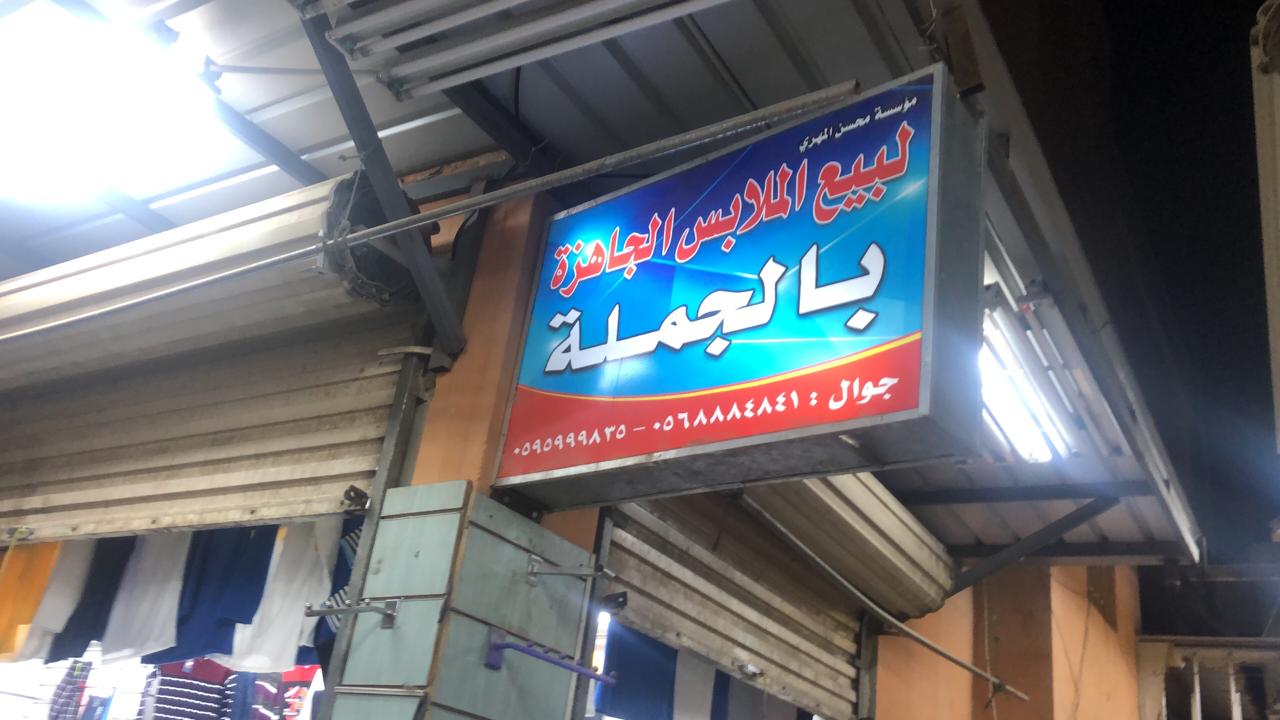 مؤسسة محسن المهري
لبيع الملابس الجاهزة
بالجملة
جوال : ٠٥٦٨٨٨٤٨٤١ - ٠٥٩٥٩٩٩٨٣٥